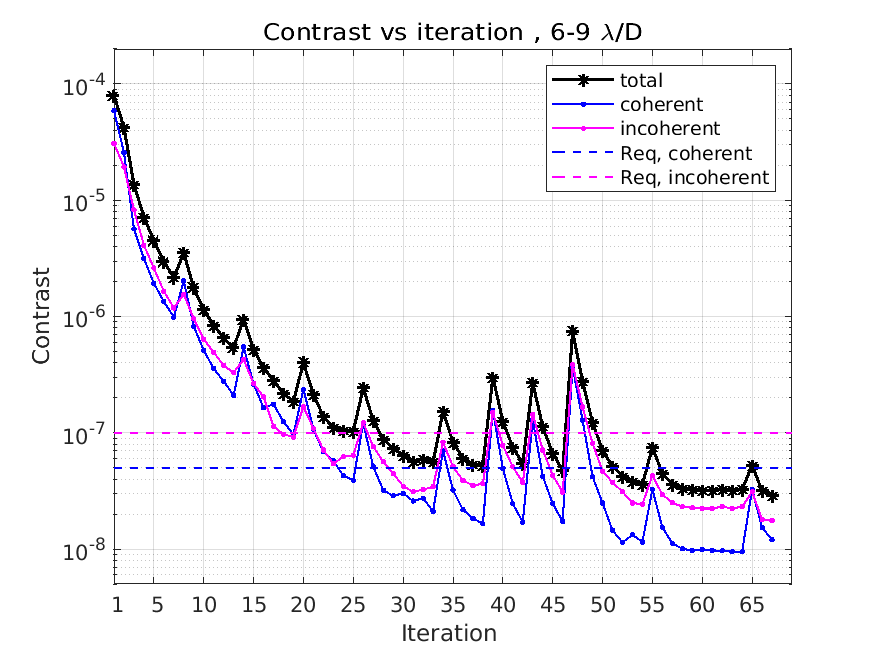 Contrast vs iteration , 6-9 λ/D
Contrast
10^-4
10^-5
10^-6
10^-7
10^-8
total
coherent
incoherent
Req, coherent
Req, incoherent
1 5 10 15 20 25 30 35 40 45 50 55 60 65
Iteration